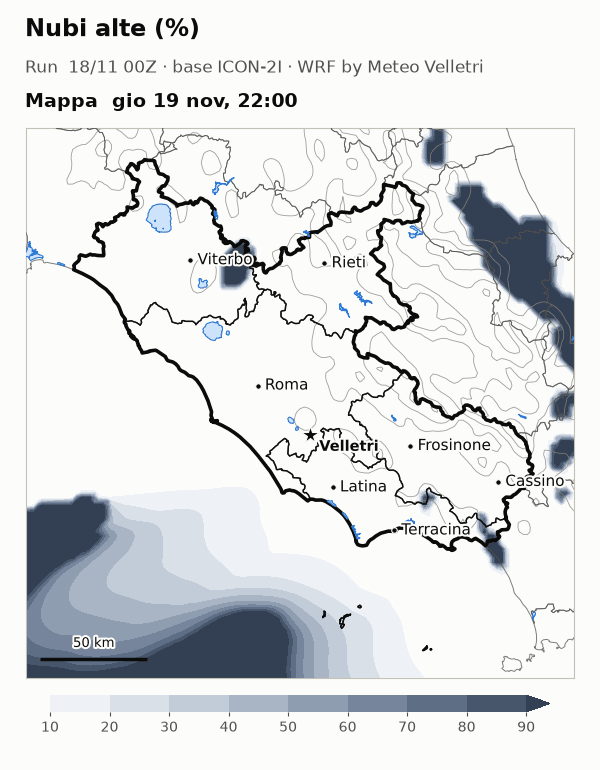 Nubi alte (%)
Run  18/11 00Z · base ICON-2I · WRF by Meteo Velletri
Mappa  gio 19 nov, 22:00
Viterbo
Rieti
Roma
Velletri
Frosinone
Cassino
Latina
Terracina
50 km
10 20 30 40 50 60 70 80 90